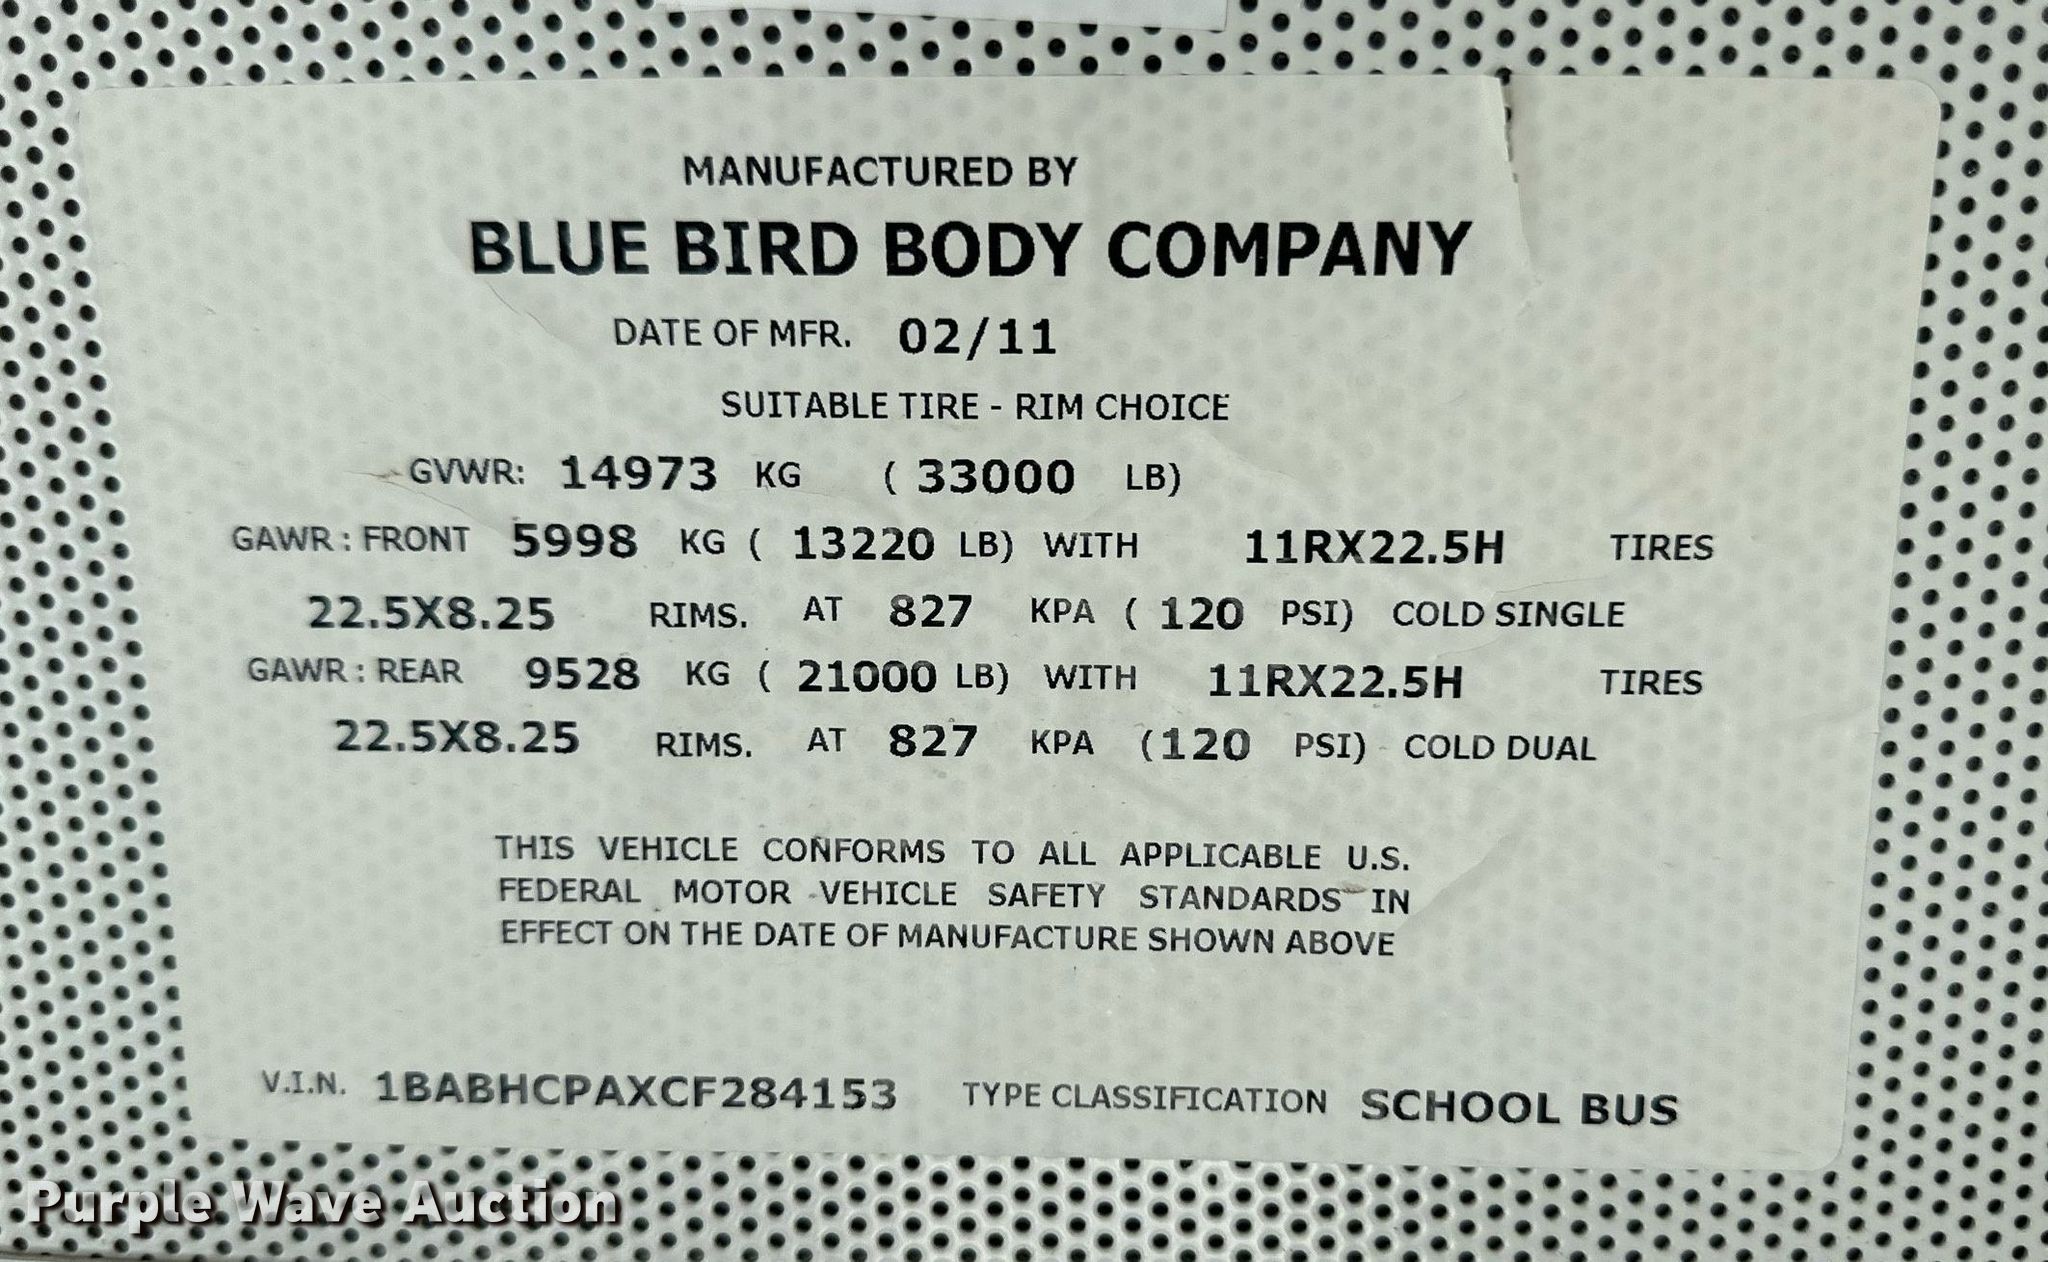 MANUFACTURED BY
BLUE BIRD BODY COMPANY
DATE OF MFR. 02/11
SUITABLE TIRE - RIM CHOICE
GVWR: 14973 KG ( 33000 LB)
GAWR : FRONT 5998 KG ( 13220 LB) WITH 11RX22.5H TIRES
22.5X8.25 RIMS. AT 827 KPA ( 120 PSI) COLD SINGLE
GAWR : REAR 9528 KG ( 21000 LB) WITH 11RX22.5H TIRES
22.5X8.25 RIMS. AT 827 KPA (120 PSI) COLD DUAL
THIS VEHICLE CONFORMS TO ALL APPLICABLE U.S.
FEDERAL MOTOR VEHICLE SAFETY STANDARDS IN
EFFECT ON THE DATE OF MANUFACTURE SHOWN ABOVE
V.I.N. 1BABHCPAXCF284153 TYPE CLASSIFICATION SCHOOL BUS
Purple Wave Auction